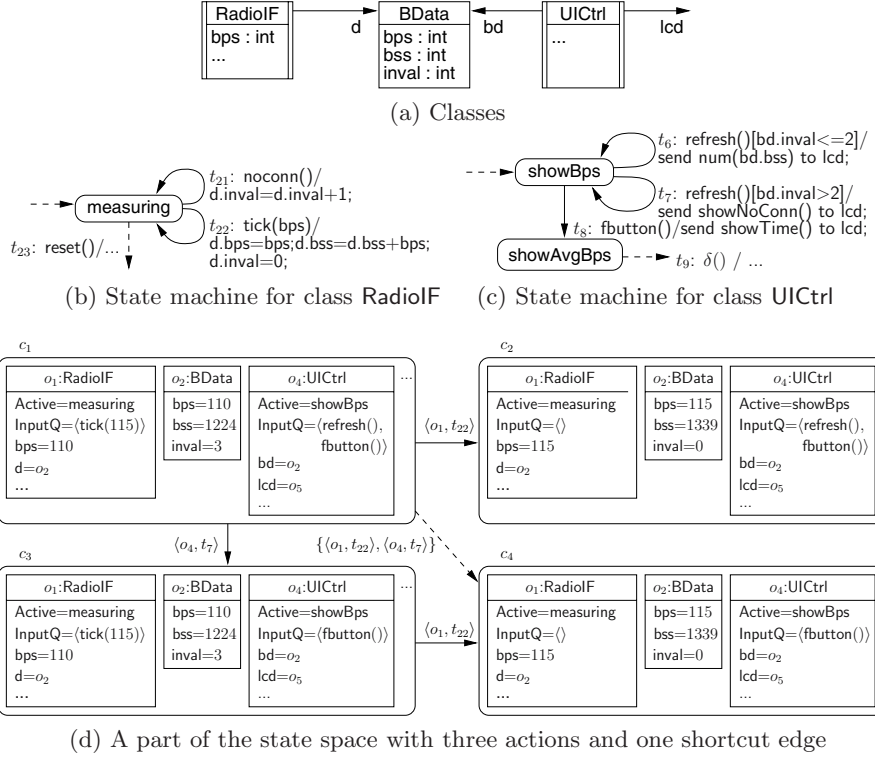 RadioIF
bps : int
...
d
BData
bps : int
bss : int
inval : int
bd
UICtrl
...
lcd
(a) Classes
measuring
t21: noconn()/
d.inval=d.inval+1;
t22: tick(bps)/
d.bps=bps;d.bss=d.bss+bps;
d.inval=0;
t23: reset()/...
(b) State machine for class RadioIF
showBps
t6: refresh()[bd.inval<=2]/
send num(bd.bss) to lcd;
t7: refresh()[bd.inval>2]/
send showNoConn() to lcd;
t8: fbutton()/send showTime() to lcd;
showAvgBps
t9: δ() / ...
(c) State machine for class UICtrl
c1
o1:RadioIF
Active=measuring
InputQ=⟨tick(115)⟩
bps=110
d=o2
...
o2:BData
bps=110
bss=1224
inval=3
o4:UICtrl
Active=showBps
InputQ=⟨refresh(),
fbutton()⟩
bd=o2
lcd=o5
...
...
⟨o1, t22⟩
c2
o1:RadioIF
Active=measuring
InputQ=⟨⟩
bps=115
d=o2
...
o2:BData
bps=115
bss=1339
inval=0
o4:UICtrl
Active=showBps
InputQ=⟨refresh(),
fbutton()⟩
bd=o2
lcd=o5
...
⟨o4, t7⟩
{⟨o1, t22⟩, ⟨o4, t7⟩}
c3
o1:RadioIF
Active=measuring
InputQ=⟨tick(115)⟩
bps=110
d=o2
...
o2:BData
bps=110
bss=1224
inval=3
o4:UICtrl
Active=showBps
InputQ=⟨fbutton()⟩
bd=o2
lcd=o5
...
...
⟨o1, t22⟩
c4
o1:RadioIF
Active=measuring
InputQ=⟨⟩
bps=115
d=o2
...
o2:BData
bps=115
bss=1339
inval=0
o4:UICtrl
Active=showBps
InputQ=⟨fbutton()⟩
bd=o2
lcd=o5
...
(d) A part of the state space with three actions and one shortcut edge